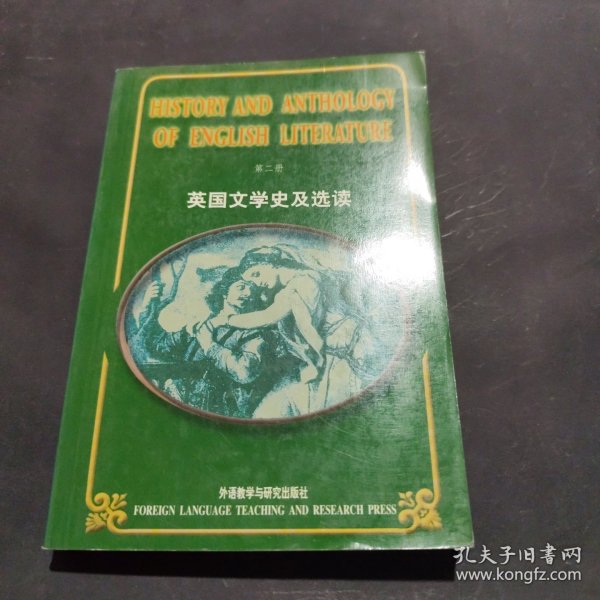 HISTORY AND ANTHOLOGY
OF ENGLISH LITERATURE
第二册
英国文学史及选读
外语教学与研究出版社
FOREIGN LANGUAGE TEACHING AND RESEARCH PRESS
孔夫子旧书网
www.kongfz.com